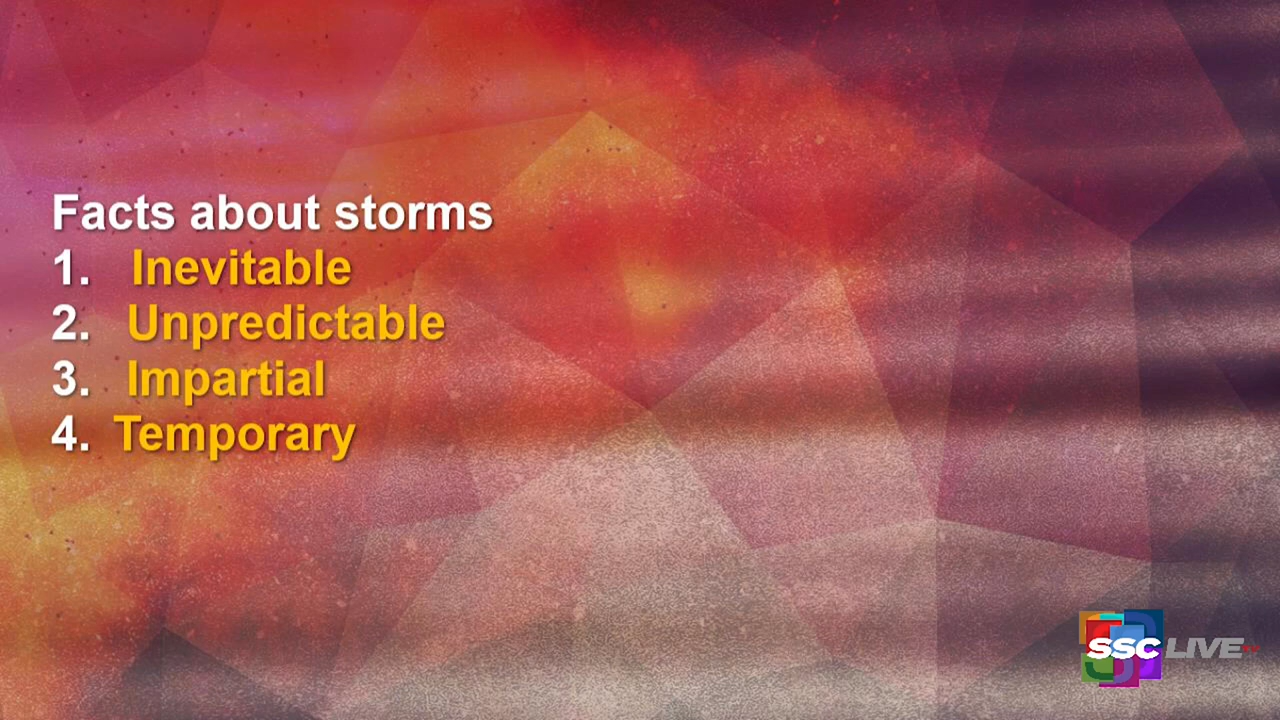 Facts about storms
1. Inevitable
2. Unpredictable
3. Impartial
4. Temporary
SSC LIVE